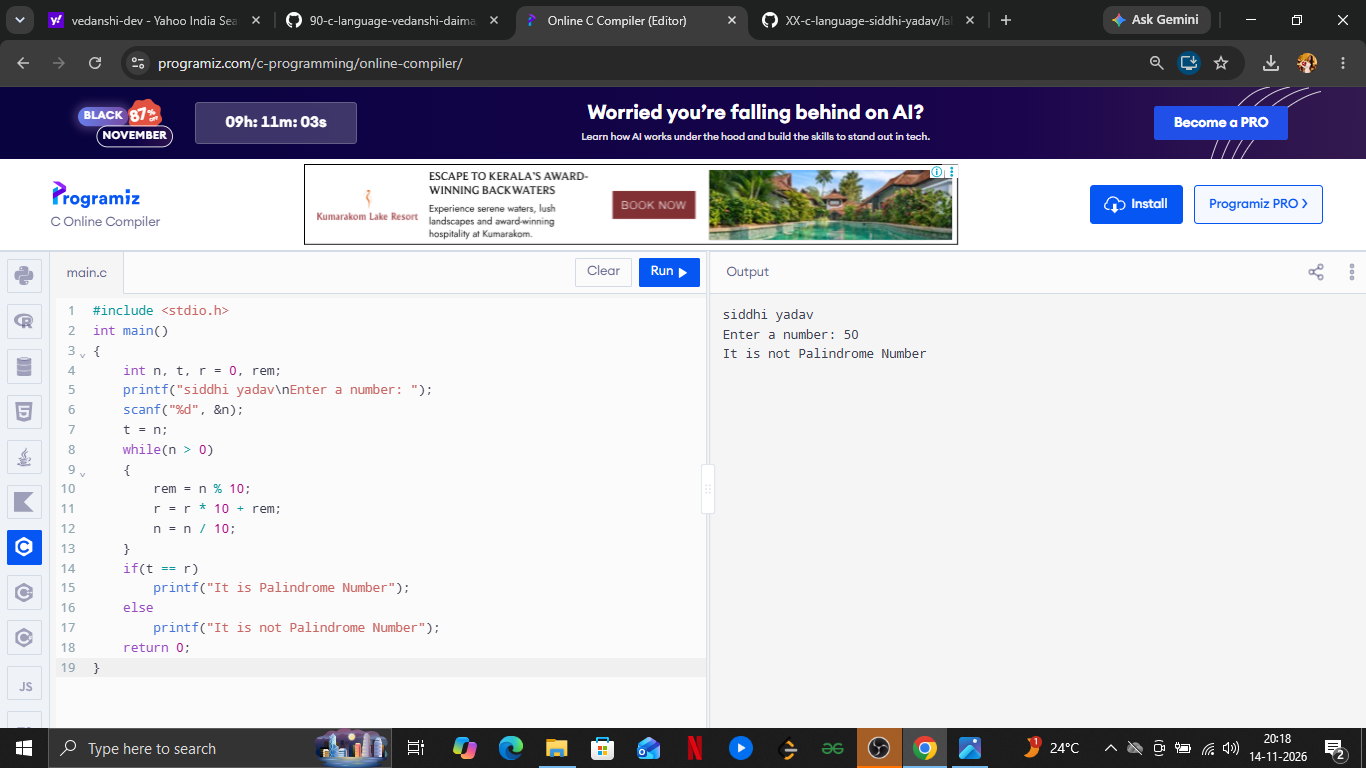 vedanshi-dev - Yahoo India Sea
90-c-language-vedanshi-daima
Online C Compiler (Editor)
XX-c-language-siddhi-yadav/la
Ask Gemini
programiz.com/c-programming/online-compiler/
BLACK
87% OFF
NOVEMBER
09h: 11m: 03s
Worried you're falling behind on AI?
Learn how AI works under the hood and build the skills to stand out in tech.
Become a PRO
Programiz
C Online Compiler
Kumarakom Lake Resort
ESCAPE TO KERALA'S AWARD-
WINNING BACKWATERS
Experience serene waters, lush
landscapes and award-winning
hospitality at Kumarakom.
BOOK NOW
Install
Programiz PRO >
main.c
Clear
Run
Output
1 #include <stdio.h>
2 int main()
3 {
4 int n, t, r = 0, rem;
5 printf("siddhi yadav\nEnter a number: ");
6 scanf("%d", &n);
7 t = n;
8 while(n > 0)
9 {
10 rem = n % 10;
11 r = r * 10 + rem;
12 n = n / 10;
13 }
14 if(t == r)
15 printf("It is Palindrome Number");
16 else
17 printf("It is not Palindrome Number");
18 return 0;
19 }
siddhi yadav
Enter a number: 50
It is not Palindrome Number
JS
Type here to search
1
24°C
20:18
14-11-2026
2